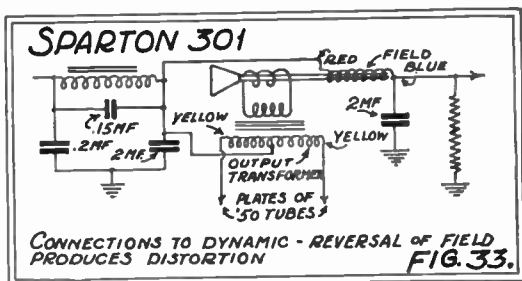 SPARTON 301
RED
FIELD
BLUE
.15MF
.2MF
2MF
2MF
YELLOW
YELLOW
OUTPUT
TRANSFORMER
PLATES OF
'50 TUBES
CONNECTIONS TO DYNAMIC - REVERSAL OF FIELD
PRODUCES DISTORTION
FIG. 33.